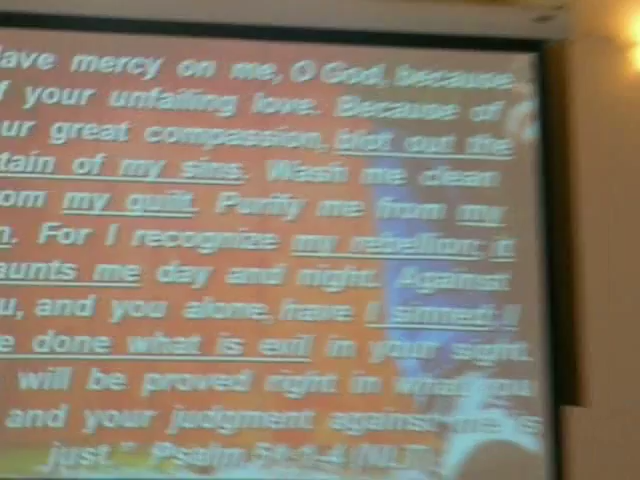 ave mercy on me, O God, because
f your unfailing love. Because of
ur great compassion, blot out the
tain of my sins. Wash me clean
om my guilt. Purify me from my
n. For I recognize my rebellion; it
aunts me day and night. Against
u, and you alone, have I sinned; I
e done what is evil in your sight.
will be proved right in what you
and your judgment against me is
just." Psalm 51:1-4 (NLT)